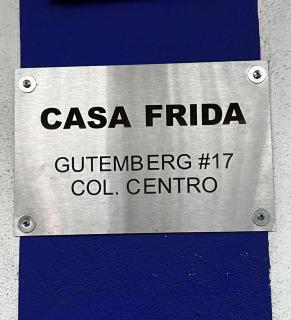 CASA FRIDA
GUTEMBERG #17
COL. CENTRO